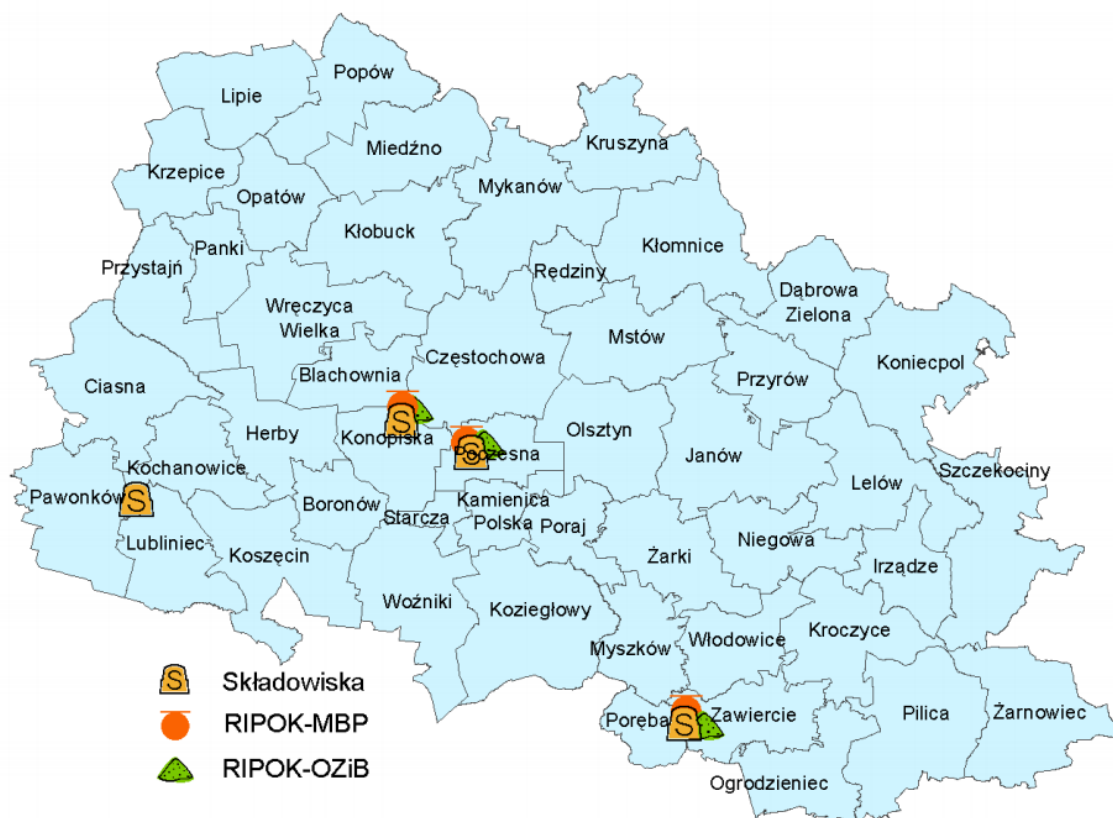 Popów
Lipie
Kruszyna
Miedźno
Krzepice
Mykanów
Opatów
Kłobuck
Kłomnice
Panki
Przystajń
Rędziny
Dąbrowa
Zielona
Wręczyca
Wielka
Mstów
Częstochowa
Koniecpol
Blachownia
Przyrów
Ciasna
S
Herby
Konopiska
Olsztyn
S
Poczesna
Janów
Kochanowice
Szczekociny
Lelów
Pawonków
S
Boronów
Kamienica
Polska
Starcza
Poraj
Niegowa
Lubliniec
Koszęcin
Żarki
Irządze
Woźniki
Koziegłowy
Kroczyce
Włodowice
Myszków
S Składowiska
Poręba
S
Zawiercie
Pilica
Żarnowiec
RIPOK-MBP
RIPOK-OZiB
Ogrodzieniec